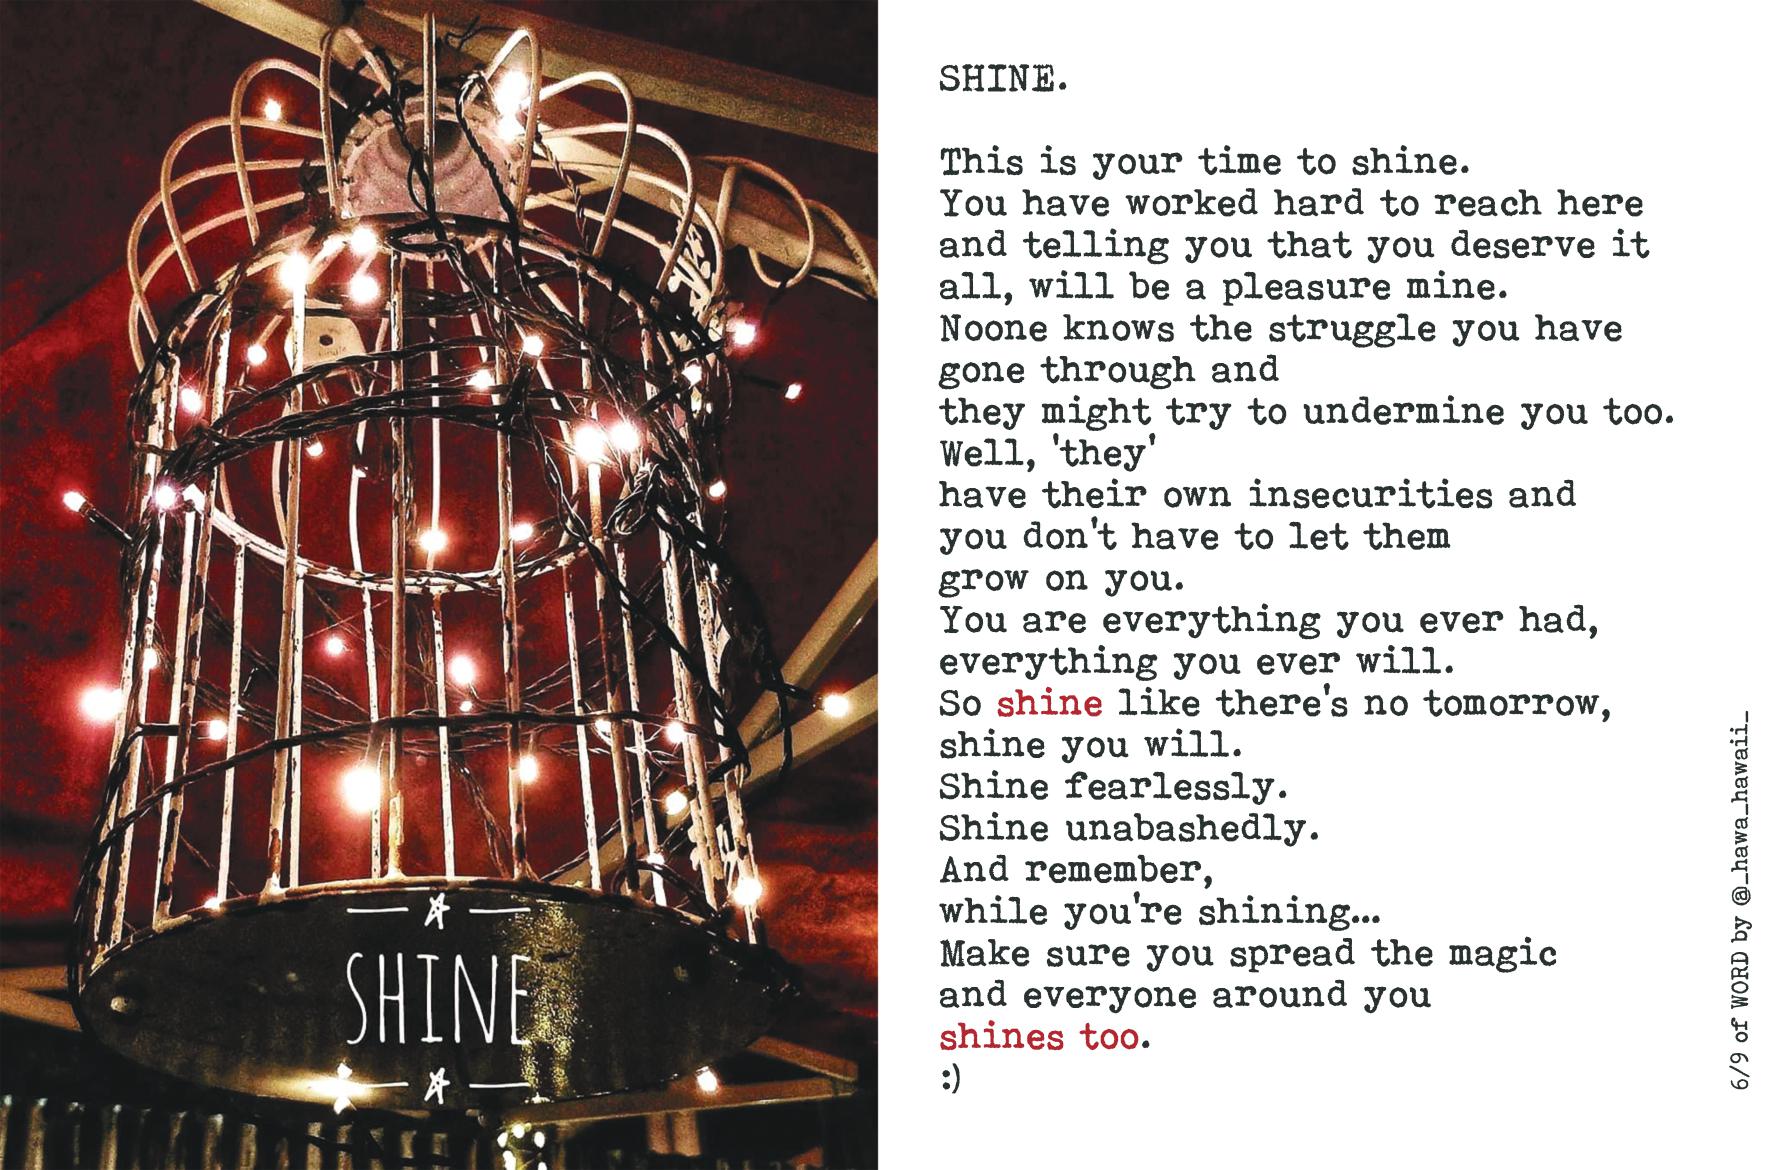 SHINE
SHINE.
This is your time to shine.
You have worked hard to reach here
and telling you that you deserve it
all, will be a pleasure mine.
Noone knows the struggle you have
gone through and
they might try to undermine you too.
Well, 'they'
have their own insecurities and
you don't have to let them
grow on you.
You are everything you ever had,
everything you ever will.
So shine like there's no tomorrow,
shine you will.
Shine fearlessly.
Shine unabashedly.
And remember,
while you're shining...
Make sure you spread the magic
and everyone around you
shines too.
:)
6/9 of WORD by @_hawa_hawaii_